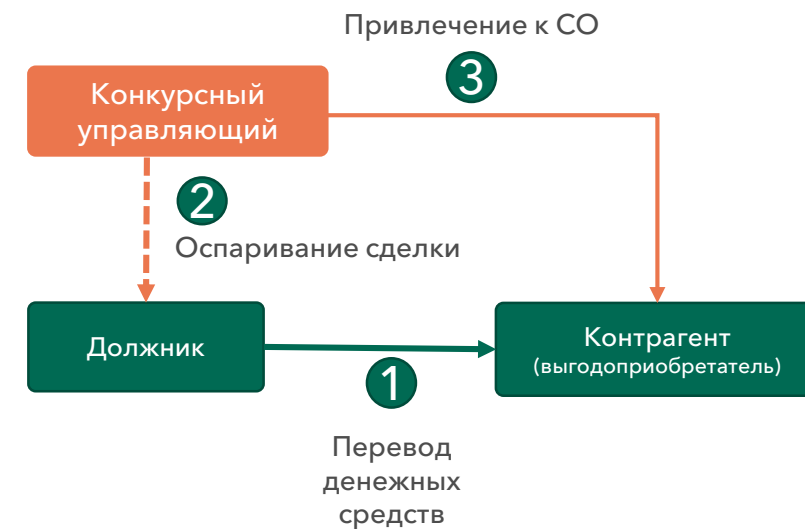 Привлечение к СО
3
Конкурсный
управляющий
2
Оспаривание сделки
Должник
Контрагент
(выгодоприобретатель)
1
Перевод
денежных
средств